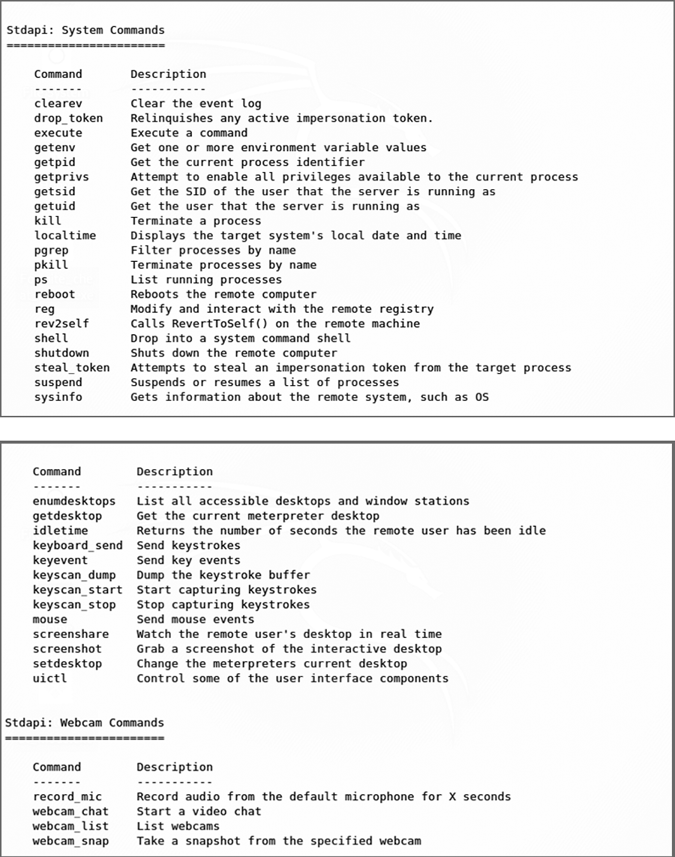 Stdapi: System Commands
=======================
Command Description
------- -----------
clearev Clear the event log
drop_token Relinquishes any active impersonation token.
execute Execute a command
getenv Get one or more environment variable values
getpid Get the current process identifier
getprivs Attempt to enable all privileges available to the current process
getsid Get the SID of the user that the server is running as
getuid Get the user that the server is running as
kill Terminate a process
localtime Displays the target system's local date and time
pgrep Filter processes by name
pkill Terminate processes by name
ps List running processes
reboot Reboots the remote computer
reg Modify and interact with the remote registry
rev2self Calls RevertToSelf() on the remote machine
shell Drop into a system command shell
shutdown Shuts down the remote computer
steal_token Attempts to steal an impersonation token from the target process
suspend Suspends or resumes a list of processes
sysinfo Gets information about the remote system, such as OS
Command Description
------- -----------
enumdesktops List all accessible desktops and window stations
getdesktop Get the current meterpreter desktop
idletime Returns the number of seconds the remote user has been idle
keyboard_send Send keystrokes
keyevent Send key events
keyscan_dump Dump the keystroke buffer
keyscan_start Start capturing keystrokes
keyscan_stop Stop capturing keystrokes
mouse Send mouse events
screenshare Watch the remote user's desktop in real time
screenshot Grab a screenshot of the interactive desktop
setdesktop Change the meterpreters current desktop
uictl Control some of the user interface components
Stdapi: Webcam Commands
=======================
Command Description
------- -----------
record_mic Record audio from the default microphone for X seconds
webcam_chat Start a video chat
webcam_list List webcams
webcam_snap Take a snapshot from the specified webcam